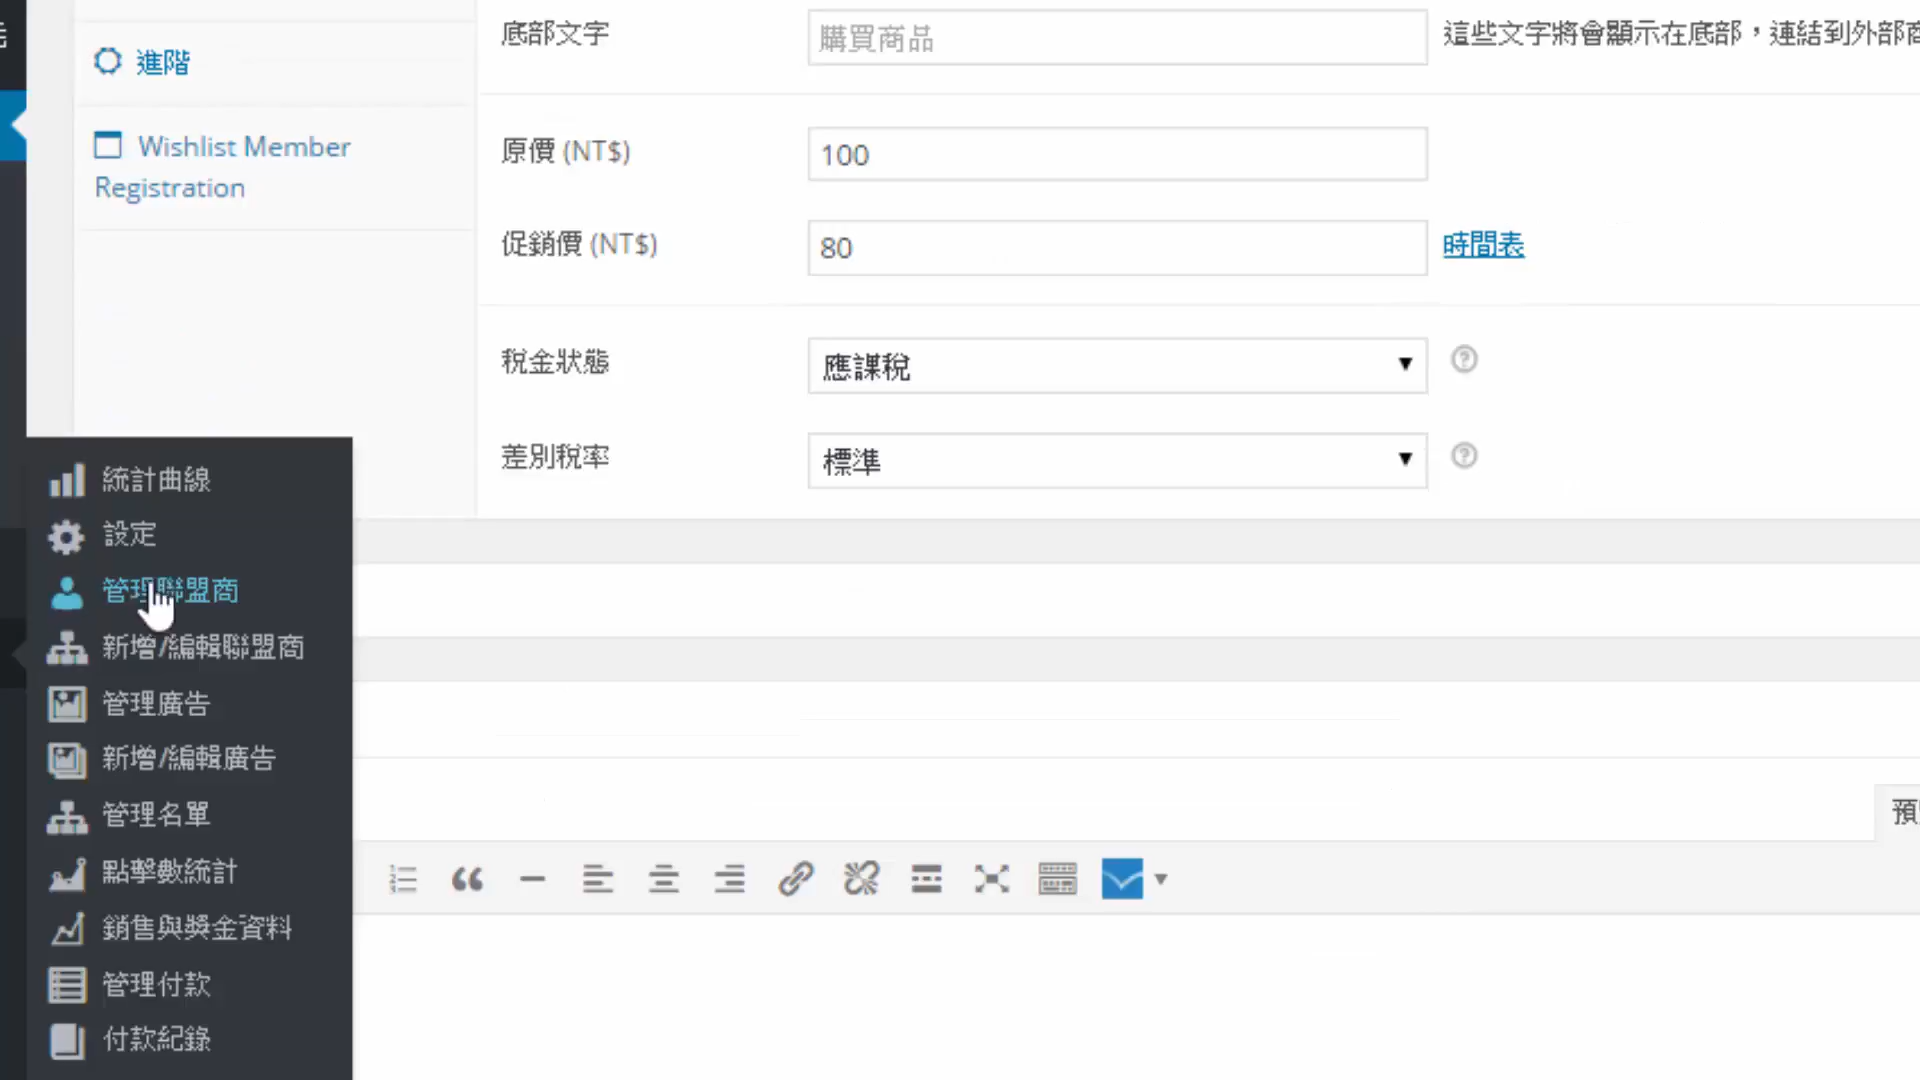 進階
Wishlist Member
Registration
底部文字
購買商品
這些文字將會顯示在底部，連結到外部商
原價 (NT$)
100
促銷價 (NT$)
80
時間表
稅金狀態
應課稅
差別稅率
標準
統計曲線
設定
管理聯盟商
新增/編輯聯盟商
管理廣告
新增/編輯廣告
管理名單
點擊數統計
銷售與獎金資料
管理付款
付款紀錄
預